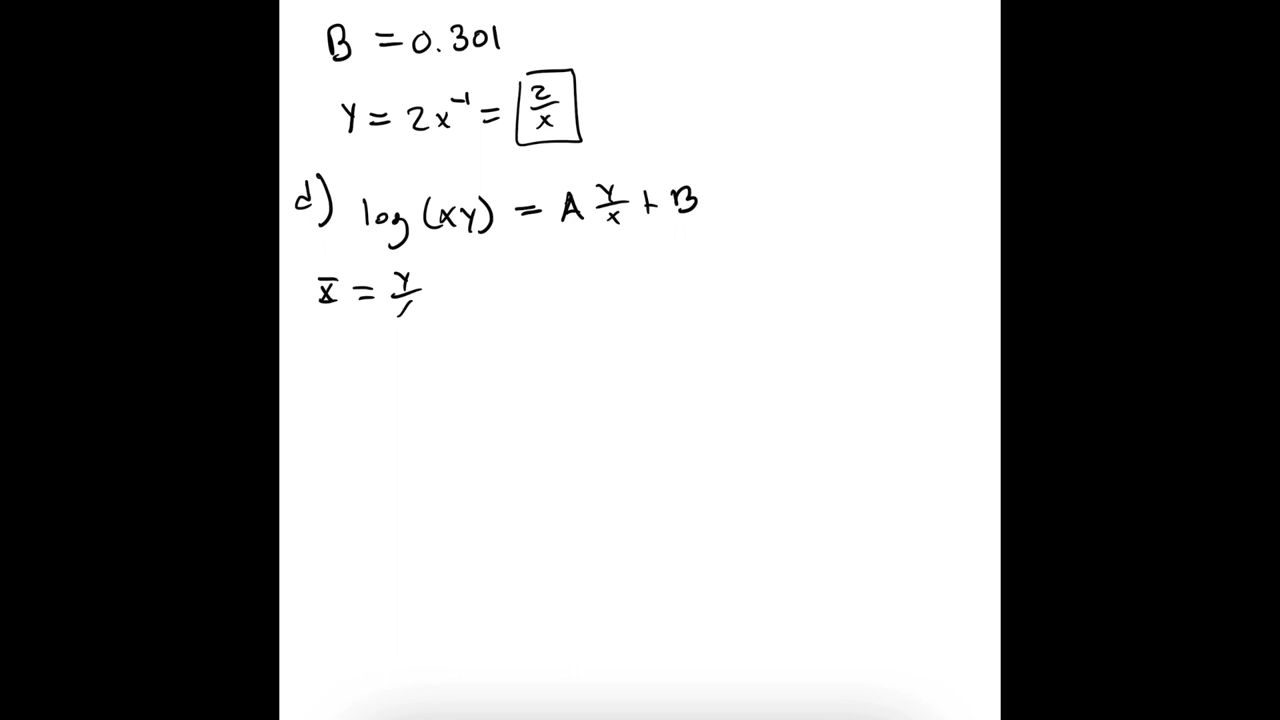 B = 0.301
Y = 2x⁻¹ = 2/x
d) log (XY) = A Y/X + B
X̄ = Y/